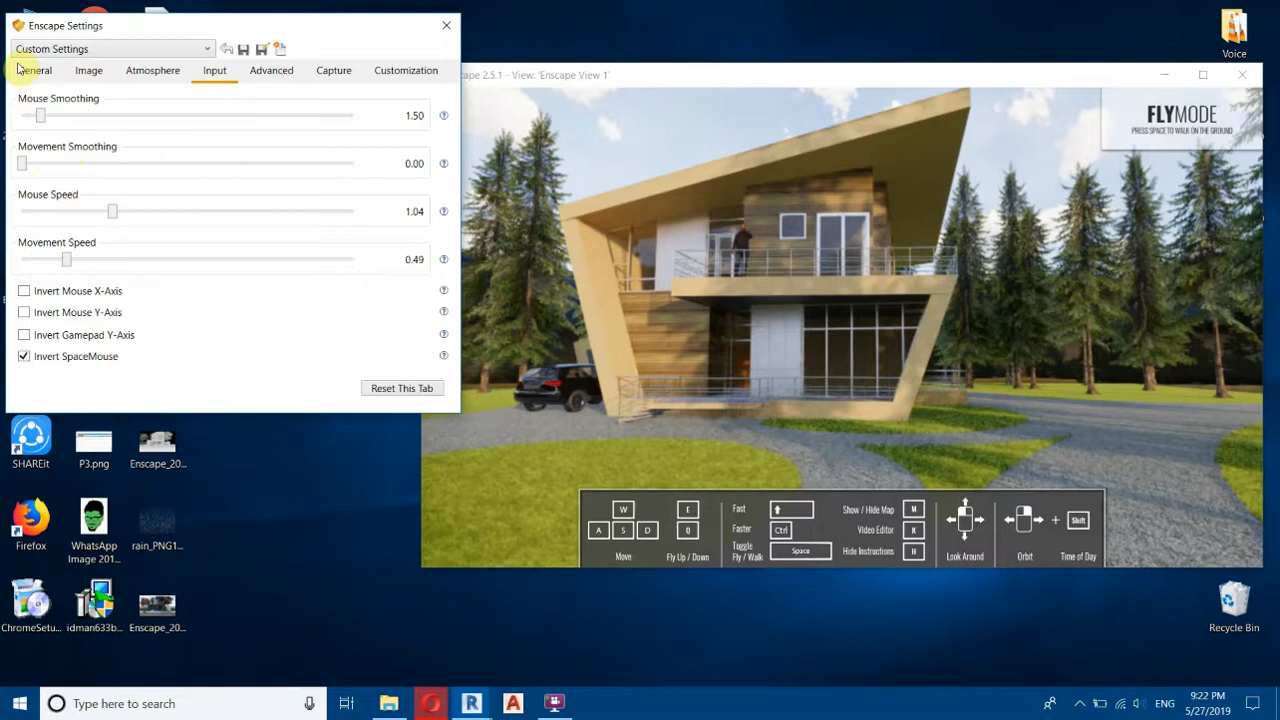 Enscape Settings
Custom Settings
General Image Atmosphere Input Advanced Capture Customization
Mouse Smoothing
1.50
Movement Smoothing
0.00
Mouse Speed
1.04
Movement Speed
0.49
Invert Mouse X-Axis
Invert Mouse Y-Axis
Invert Gamepad Y-Axis
Invert SpaceMouse
Reset This Tab
cape 2.5.1 - View: 'Enscape View 1'
FLYMODE
PRESS SPACE TO WALK ON THE GROUND
W
A S D
Move
E
Q
Fly Up / Down
Fast
Faster Ctrl
Toggle
Fly / Walk Space
Show / Hide Map M
Video Editor K
Hide Instructions H
Look Around
Orbit
+ Shift
Time of Day
Voice
SHAREit
P3.png
Enscape_20...
Firefox
WhatsApp
Image 201...
rain_PNG1...
ChromeSetu...
idman633b...
Enscape_20...
Recycle Bin
Type here to search
ENG
9:22 PM
5/27/2019